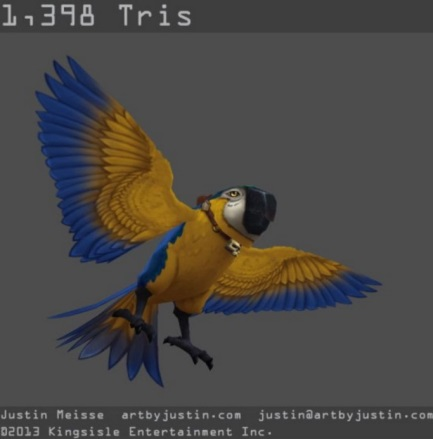 1,398 Tris
Justin Meisse artbyjustin.com justin@artbyjustin.com
©2013 Kingsisle Entertainment Inc.